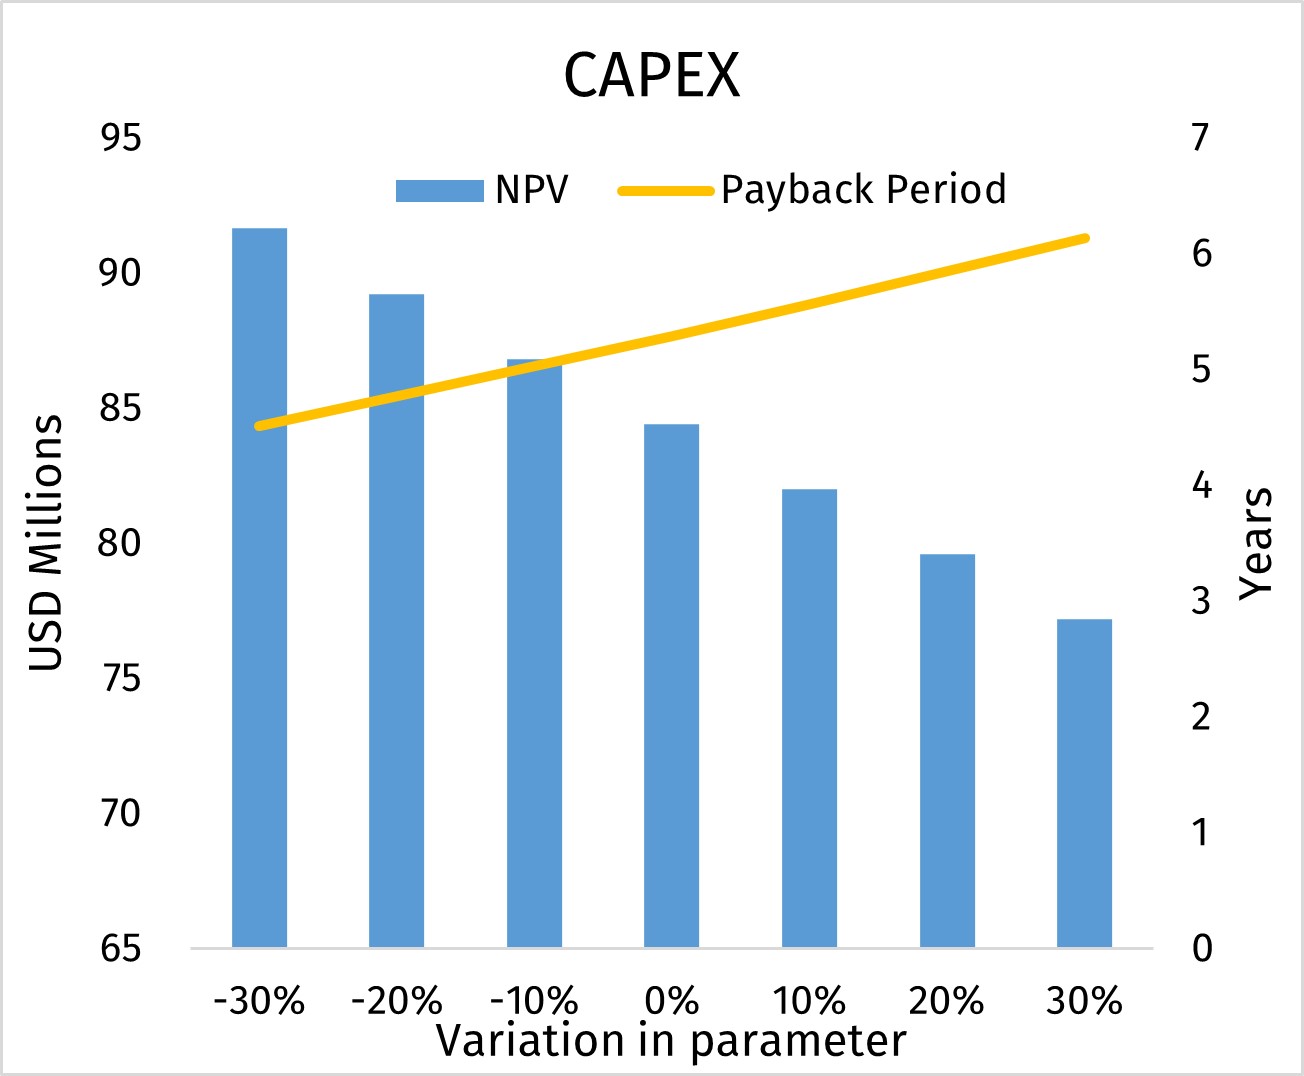 CAPEX
95
90
85
80
75
70
65
USD Millions
NPV
Payback Period
7
6
5
4
3
2
1
0
Years
-30% -20% -10% 0% 10% 20% 30%
Variation in parameter